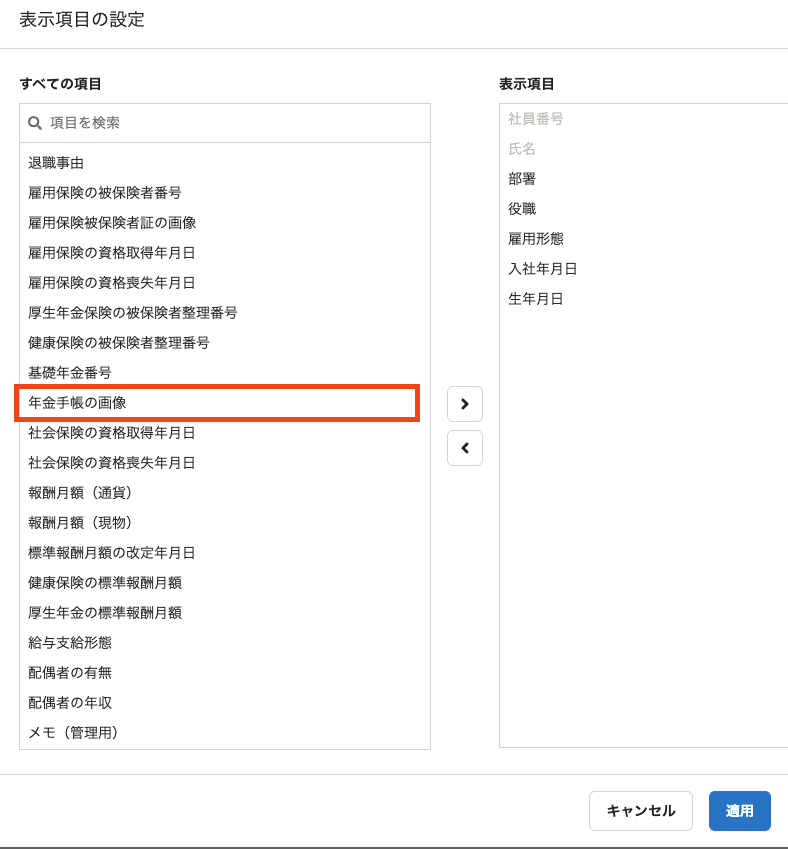 表示項目の設定
すべての項目
項目を検索
退職事由
雇用保険の被保険者番号
雇用保険被保険者証の画像
雇用保険の資格取得年月日
雇用保険の資格喪失年月日
厚生年金保険の被保険者整理番号
健康保険の被保険者整理番号
基礎年金番号
年金手帳の画像
社会保険の資格取得年月日
社会保険の資格喪失年月日
報酬月額（通貨）
報酬月額（現物）
標準報酬月額の改定年月日
健康保険の標準報酬月額
厚生年金の標準報酬月額
給与支給形態
配偶者の有無
配偶者の年収
メモ（管理用）
表示項目
社員番号
氏名
部署
役職
雇用形態
入社年月日
生年月日
キャンセル
適用